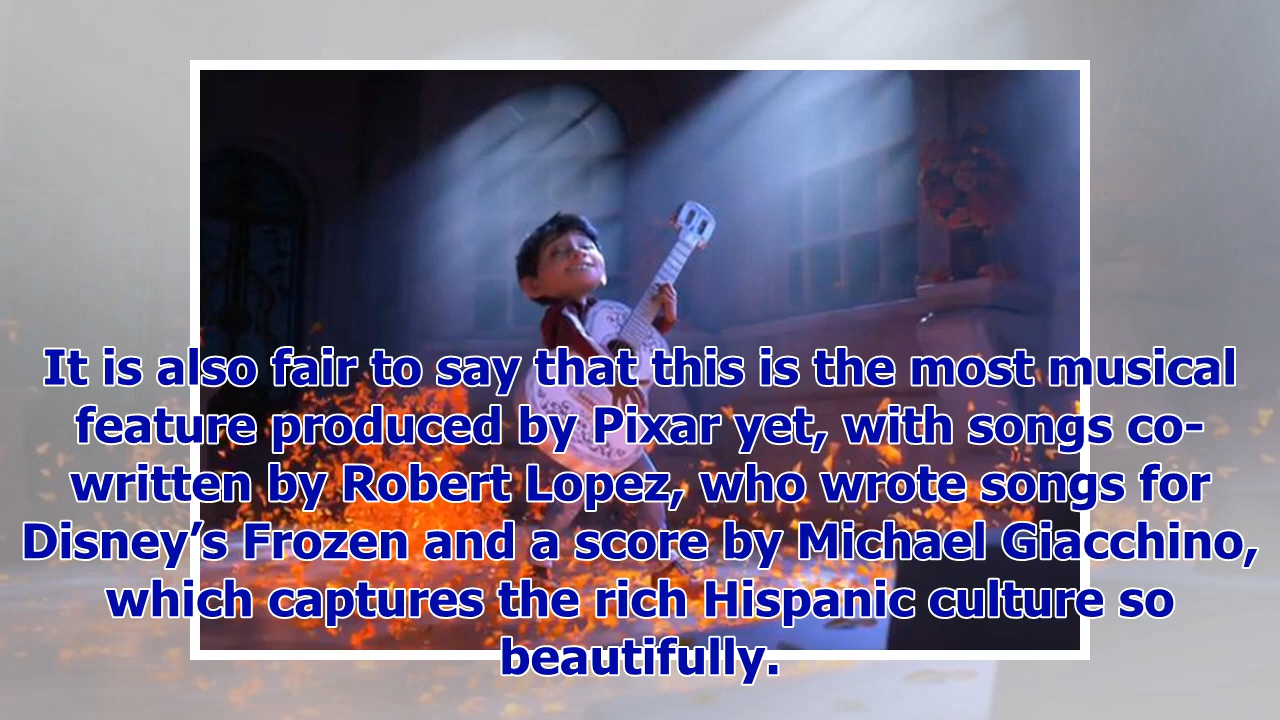 It is also fair to say that this is the most musical
feature produced by Pixar yet, with songs co-
written by Robert Lopez, who wrote songs for
Disney’s Frozen and a score by Michael Giacchino,
which captures the rich Hispanic culture so
beautifully.